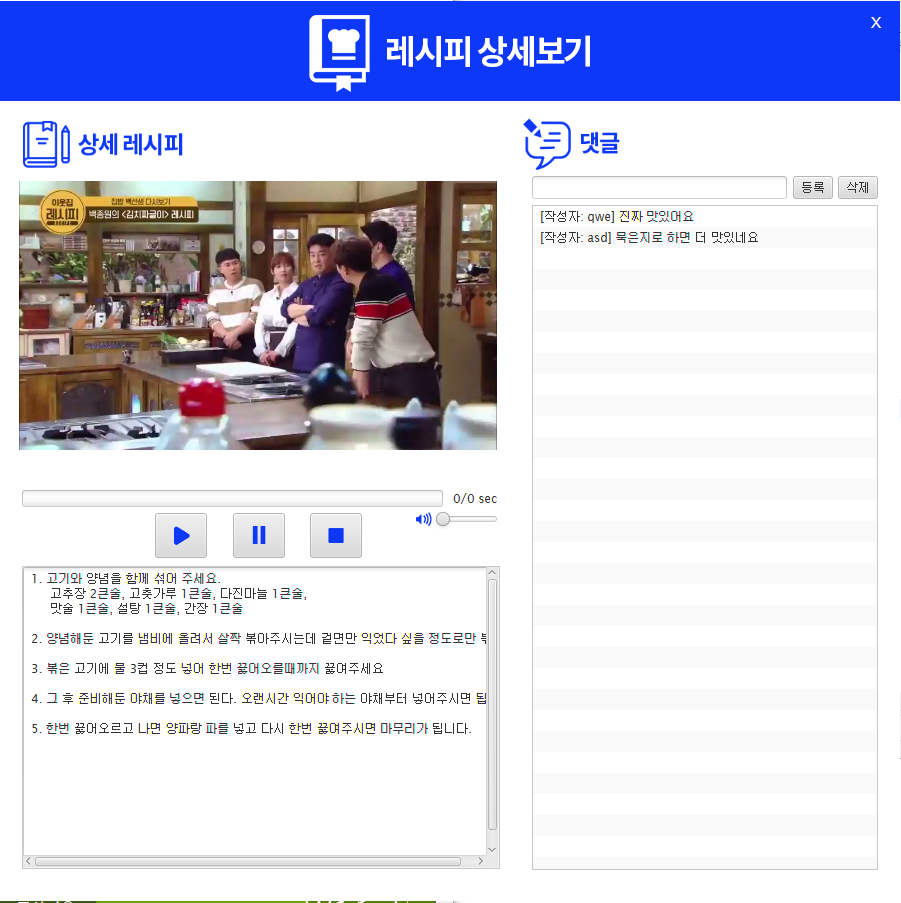 X
레시피 상세보기
상세 레시피
이웃집
레시피
RECIPE
집밥 백선생 다시보기
백종원의 <김치짜글이> 레시피
0/0 sec
1. 고기와 양념을 함께 섞어 주세요.
고추장 2큰술, 고춧가루 1큰술, 다진마늘 1큰술,
맛술 1큰술, 설탕 1큰술, 간장 1큰술
2. 양념해둔 고기를 냄비에 올려서 살짝 볶아주시는데 겉면만 익었다 싶을 정도로만
3. 볶은 고기에 물 3컵 정도 넣어 한번 끓어오를때까지 끓여주세요
4. 그 후 준비해둔 야채를 넣으면 된다. 오랜시간 익어야 하는 야채부터 넣어주시면
5. 한번 끓어오르고 나면 양파랑 파를 넣고 다시 한번 끓여주시면 마무리가 됩니다.
댓글
등록 삭제
[작성자: qwe] 진짜 맛있어요
[작성자: asd] 묵은지로 하면 더 맛있네요